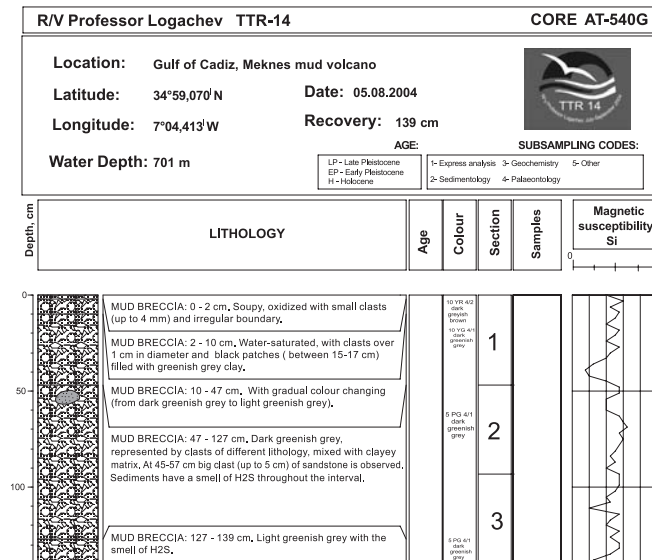 R/V Professor Logachev TTR-14
CORE AT-540G
Location: Gulf of Cadiz, Meknes mud volcano
Latitude: 34°59,070' N
Date: 05.08.2004
Longitude: 7°04,413' W
Recovery: 139 cm
Water Depth: 701 m
TTR 14
AGE:
LP - Late Pleistocene
EP - Early Pleistocene
H - Holocene
SUBSAMPLING CODES:
1- Express analysis 3- Geochemistry 5- Other
2- Sedimentology 4- Palaeontology
Depth, cm
LITHOLOGY
Age
Colour
Section
Samples
Magnetic
susceptibility
Si
0
0
50
100
MUD BRECCIA: 0 - 2 cm. Soupy, oxidized with small clasts
(up to 4 mm) and irregular boundary.
MUD BRECCIA: 2 - 10 cm. Water-saturated, with clasts over
1 cm in diameter and black patches ( between 15-17 cm)
filled with greenish grey clay.
MUD BRECCIA: 10 - 47 cm. With gradual colour changing
(from dark greenish grey to light greenish grey).
MUD BRECCIA: 47 - 127 cm. Dark greenish grey,
represented by clasts of different lithology, mixed with clayey
matrix. At 45-57 cm big clast (up to 5 cm) of sandstone is observed.
Sediments have a smell of H2S throughout the interval.
MUD BRECCIA: 127 - 139 cm. Light greenish grey with the
smell of H2S.
10 YR 4/2
dark
greyish
brown
10 YG 4/1
dark
greenish
grey
5 PG 4/1
dark
greenish
grey
5 PG 4/1
dark
greenish
grey
1
2
3